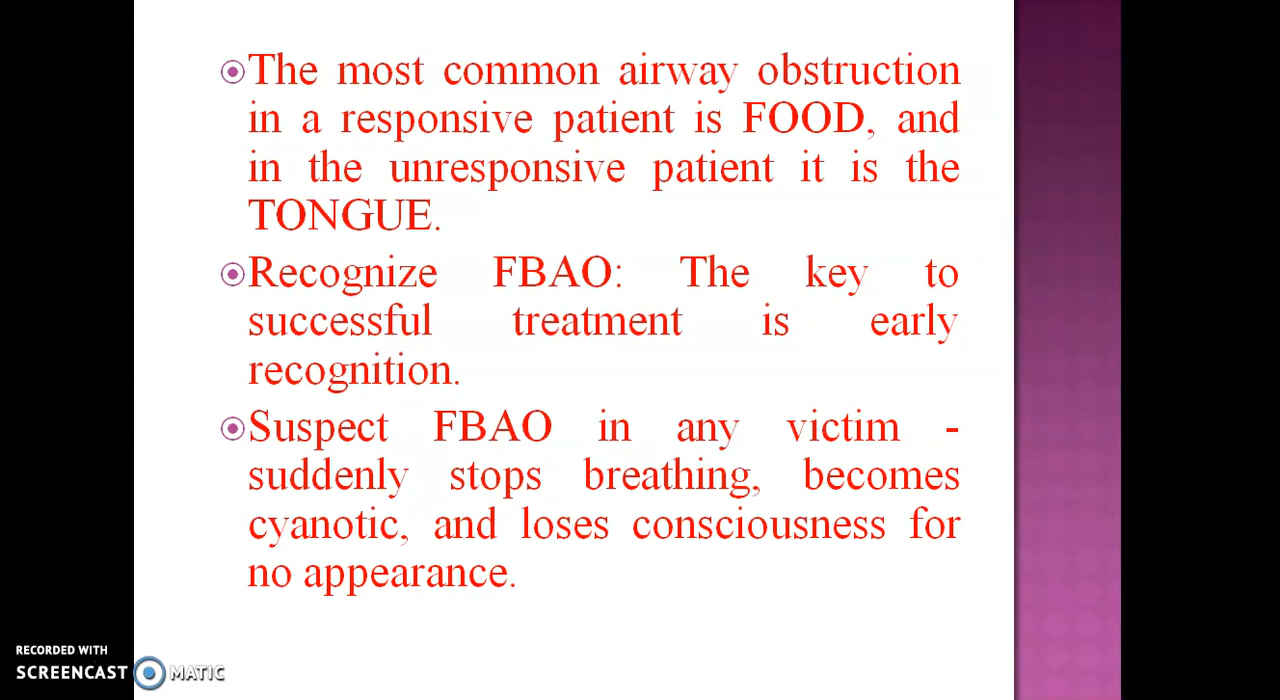 The most common airway obstruction
in a responsive patient is FOOD, and
in the unresponsive patient it is the
TONGUE.
Recognize FBAO: The key to
successful treatment is early
recognition.
Suspect FBAO in any victim -
suddenly stops breathing, becomes
cyanotic, and loses consciousness for
no appearance.
RECORDED WITH
SCREENCAST MATIC